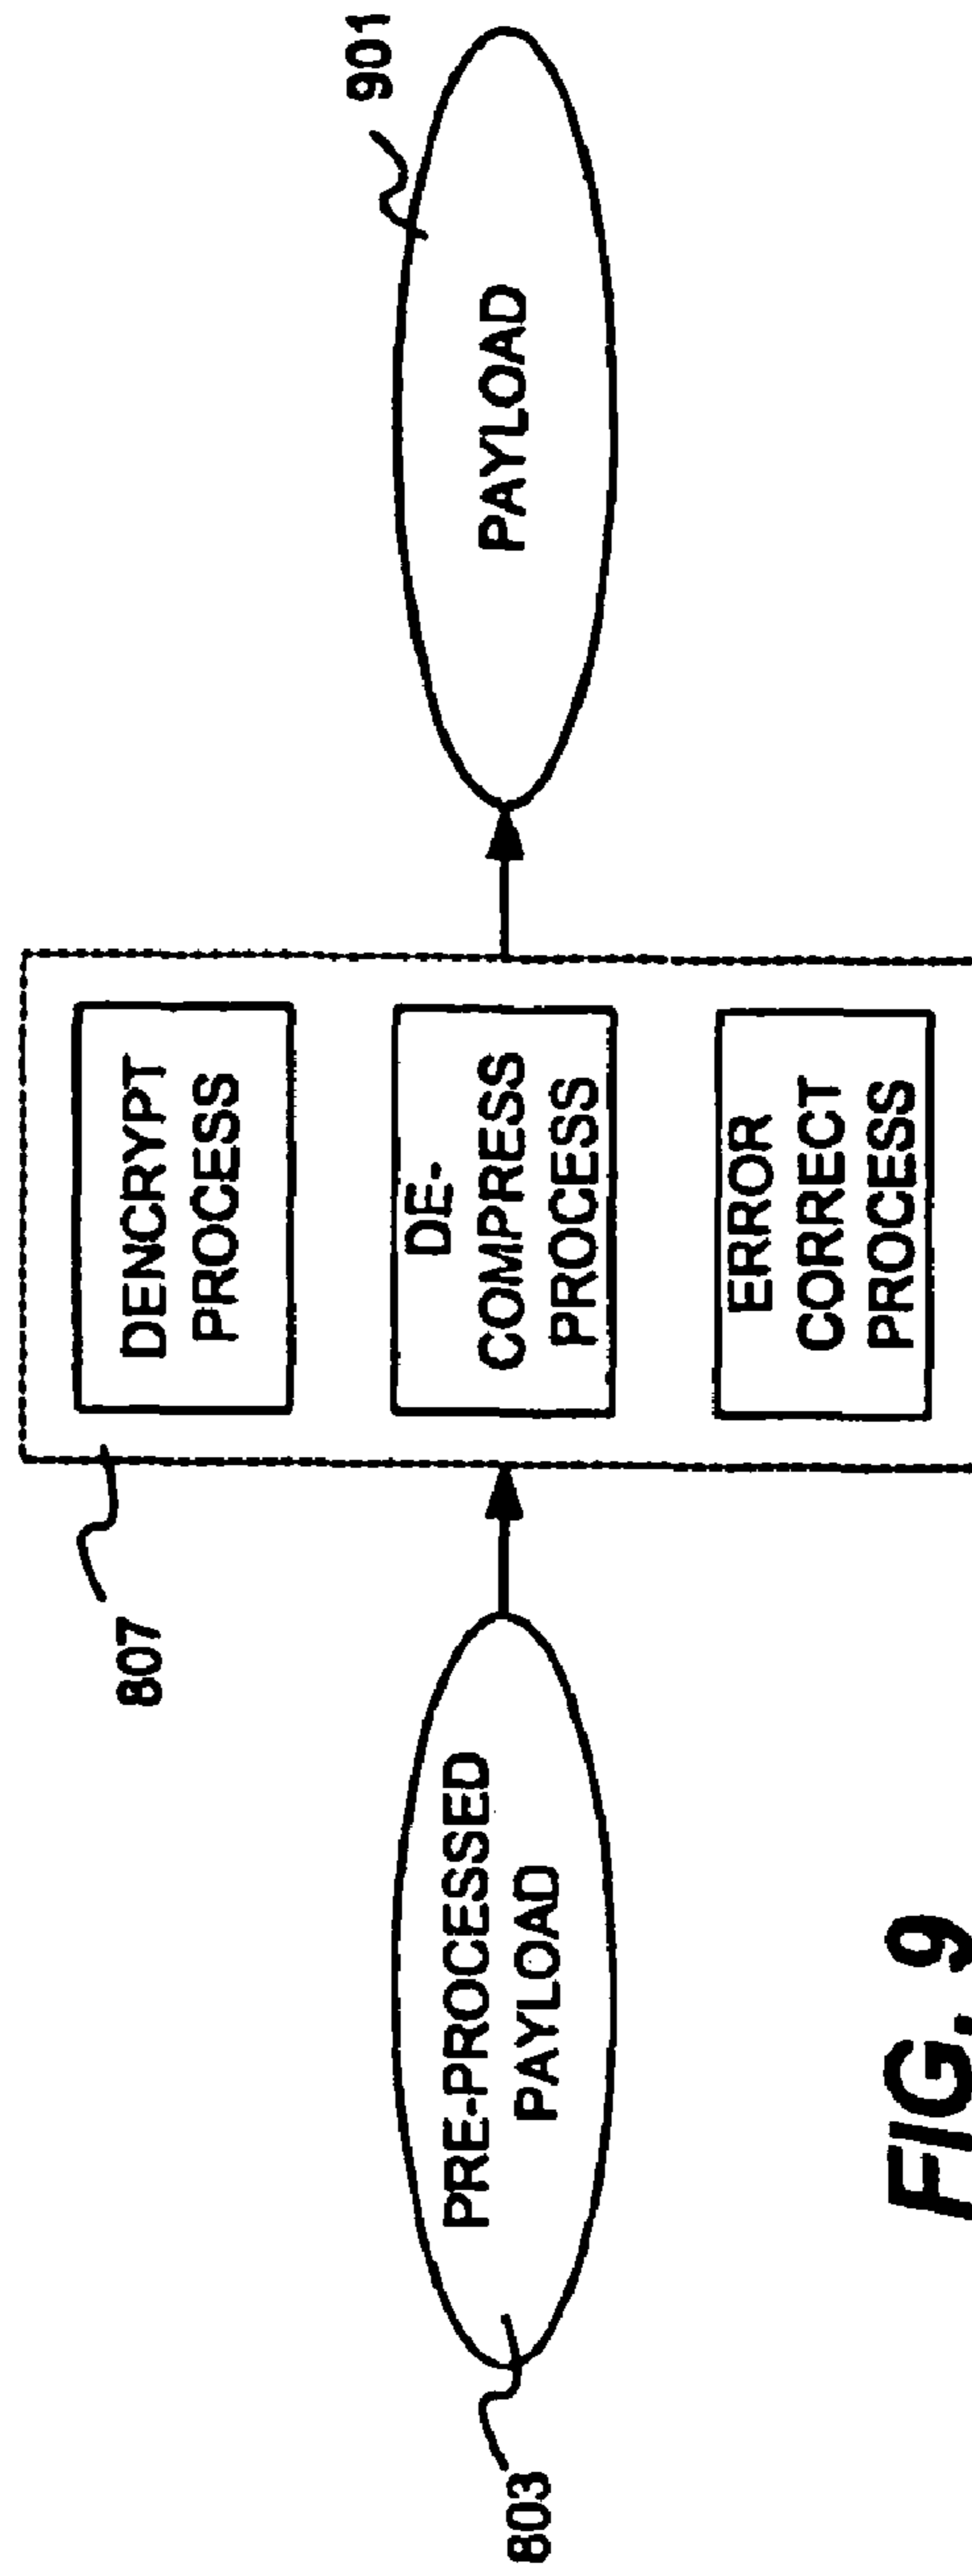 803
PRE-PROCESSED
PAYLOAD
807
DENCRYPT
PROCESS
DE-
COMPRESS
PROCESS
ERROR
CORRECT
PROCESS
901
PAYLOAD
FIG. 9